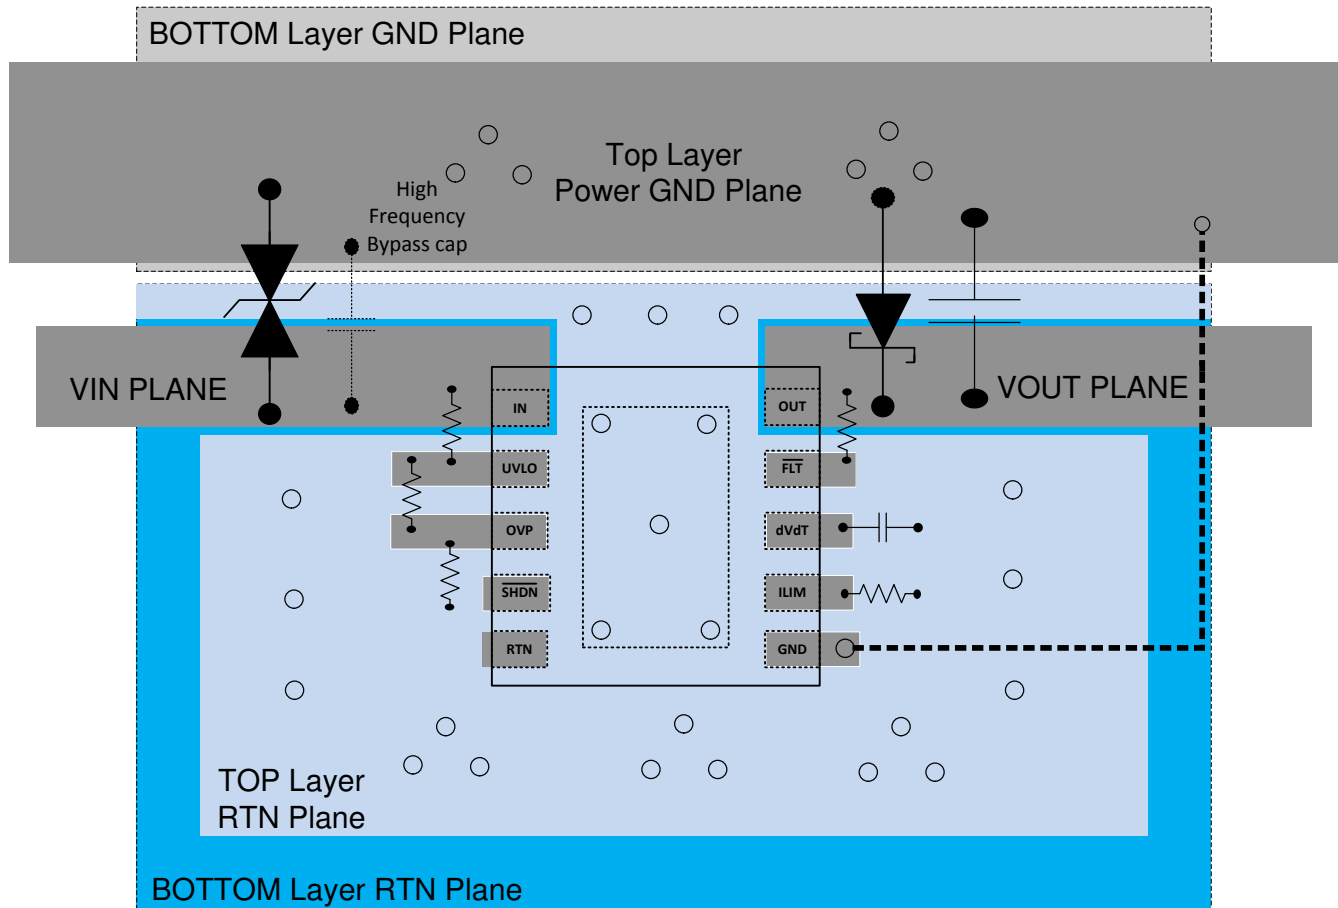 BOTTOM Layer GND Plane
Top Layer
Power GND Plane
High
Frequency
Bypass cap
VIN PLANE
VOUT PLANE
IN
OUT
UVLO
FLT
OVP
dVdT
SHDN
ILIM
RTN
GND
TOP Layer
RTN Plane
BOTTOM Layer RTN Plane